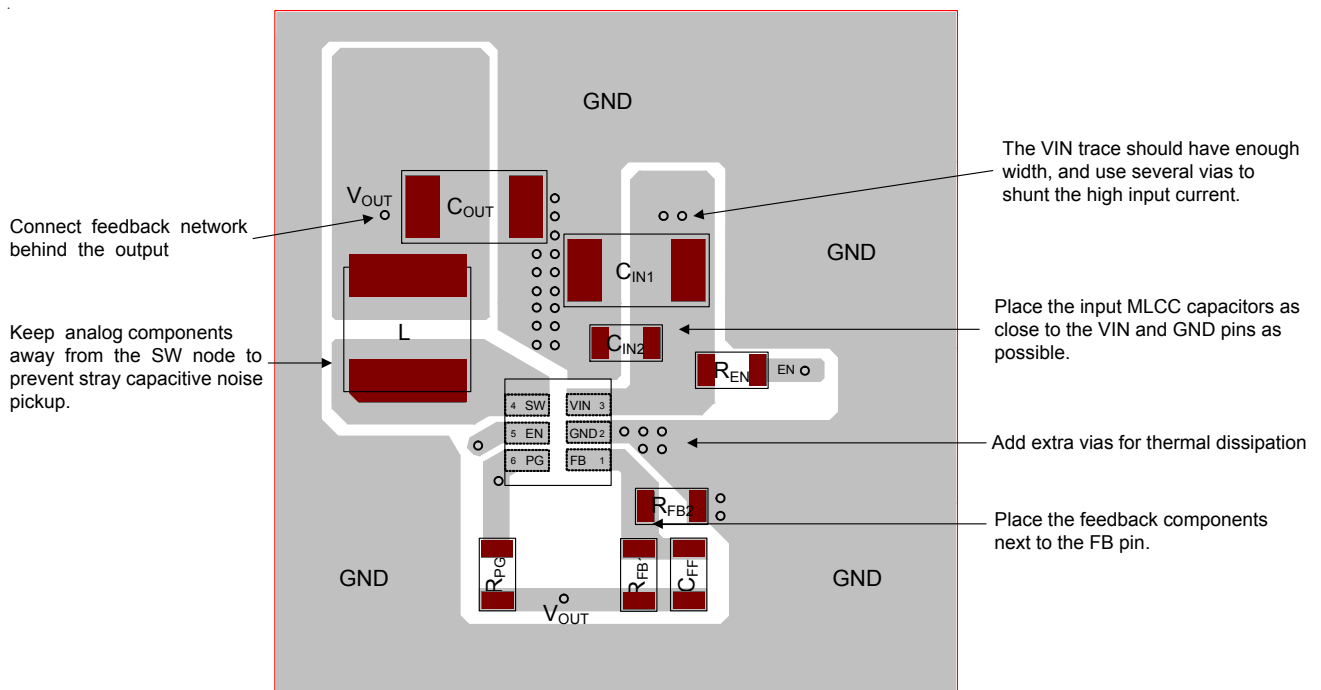 GND
The VIN trace should have enough
width, and use several vias to
shunt the high input current.
VOUT
COUT
Connect feedback network
behind the output
GND
CIN1
Place the input MLCC capacitors as
close to the VIN and GND pins as
possible.
Keep analog components
away from the SW node to
prevent stray capacitive noise
pickup.
L
CIN2
REN
EN
4 SW
VIN 3
5 EN
GND 2
6 PG
FB 1
Add extra vias for thermal dissipation
RFB2
Place the feedback components
next to the FB pin.
GND
RPG
RFB1
CFF
GND
VOUT